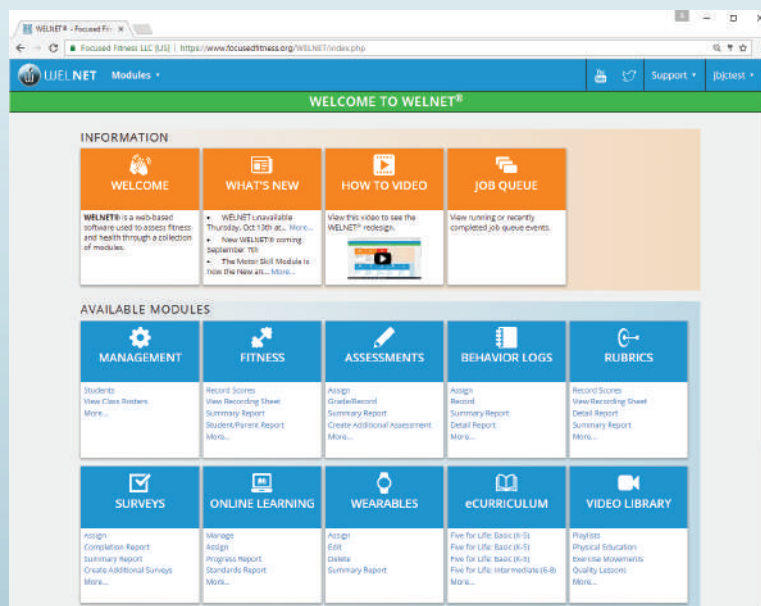 WELNET® - Focused Fitn
Focused Fitness LLC [US] | https://www.focusedfitness.org/WELNET/index.php
WELNET Modules Support jbjctest
WELCOME TO WELNET®
INFORMATION
WELCOME
WELNET® is a web-based
software used to assess fitness
and health through a collection
of modules.
WHAT'S NEW
WELNET unavailable
Thursday, Oct 13th at... More...
New WELNET® coming
September 7th
The Motor Skill Module is
now the New an... More...
HOW TO VIDEO
View this video to see the
WELNET® redesign.
JOB QUEUE
View running or recently
completed job queue events.
AVAILABLE MODULES
MANAGEMENT
Students
View Class Rosters
More...
FITNESS
Record Scores
View Recording Sheet
Summary Report
Student/Parent Report
More...
ASSESSMENTS
Assign
Grade/Record
Summary Report
Create Additional Assessment
More...
BEHAVIOR LOGS
Assign
Record
Summary Report
Detail Report
More...
RUBRICS
Record Scores
View Recording Sheet
Detail Report
Summary Report
More...
SURVEYS
Assign
Completion Report
Summary Report
Create Additional Surveys
More...
ONLINE LEARNING
Manage
Assign
Progress Report
Standards Report
More...
WEARABLES
Assign
Edit
Delete
Summary Report
eCURRICULUM
Five for Life: Basic (K-5)
Five for Life: Basic (K-5)
Five for Life: Basic (K-5)
Five for Life: Intermediate (6-8)
More...
VIDEO LIBRARY
Playlists
Physical Education
Exercise Movements
Quality Lessons
More...